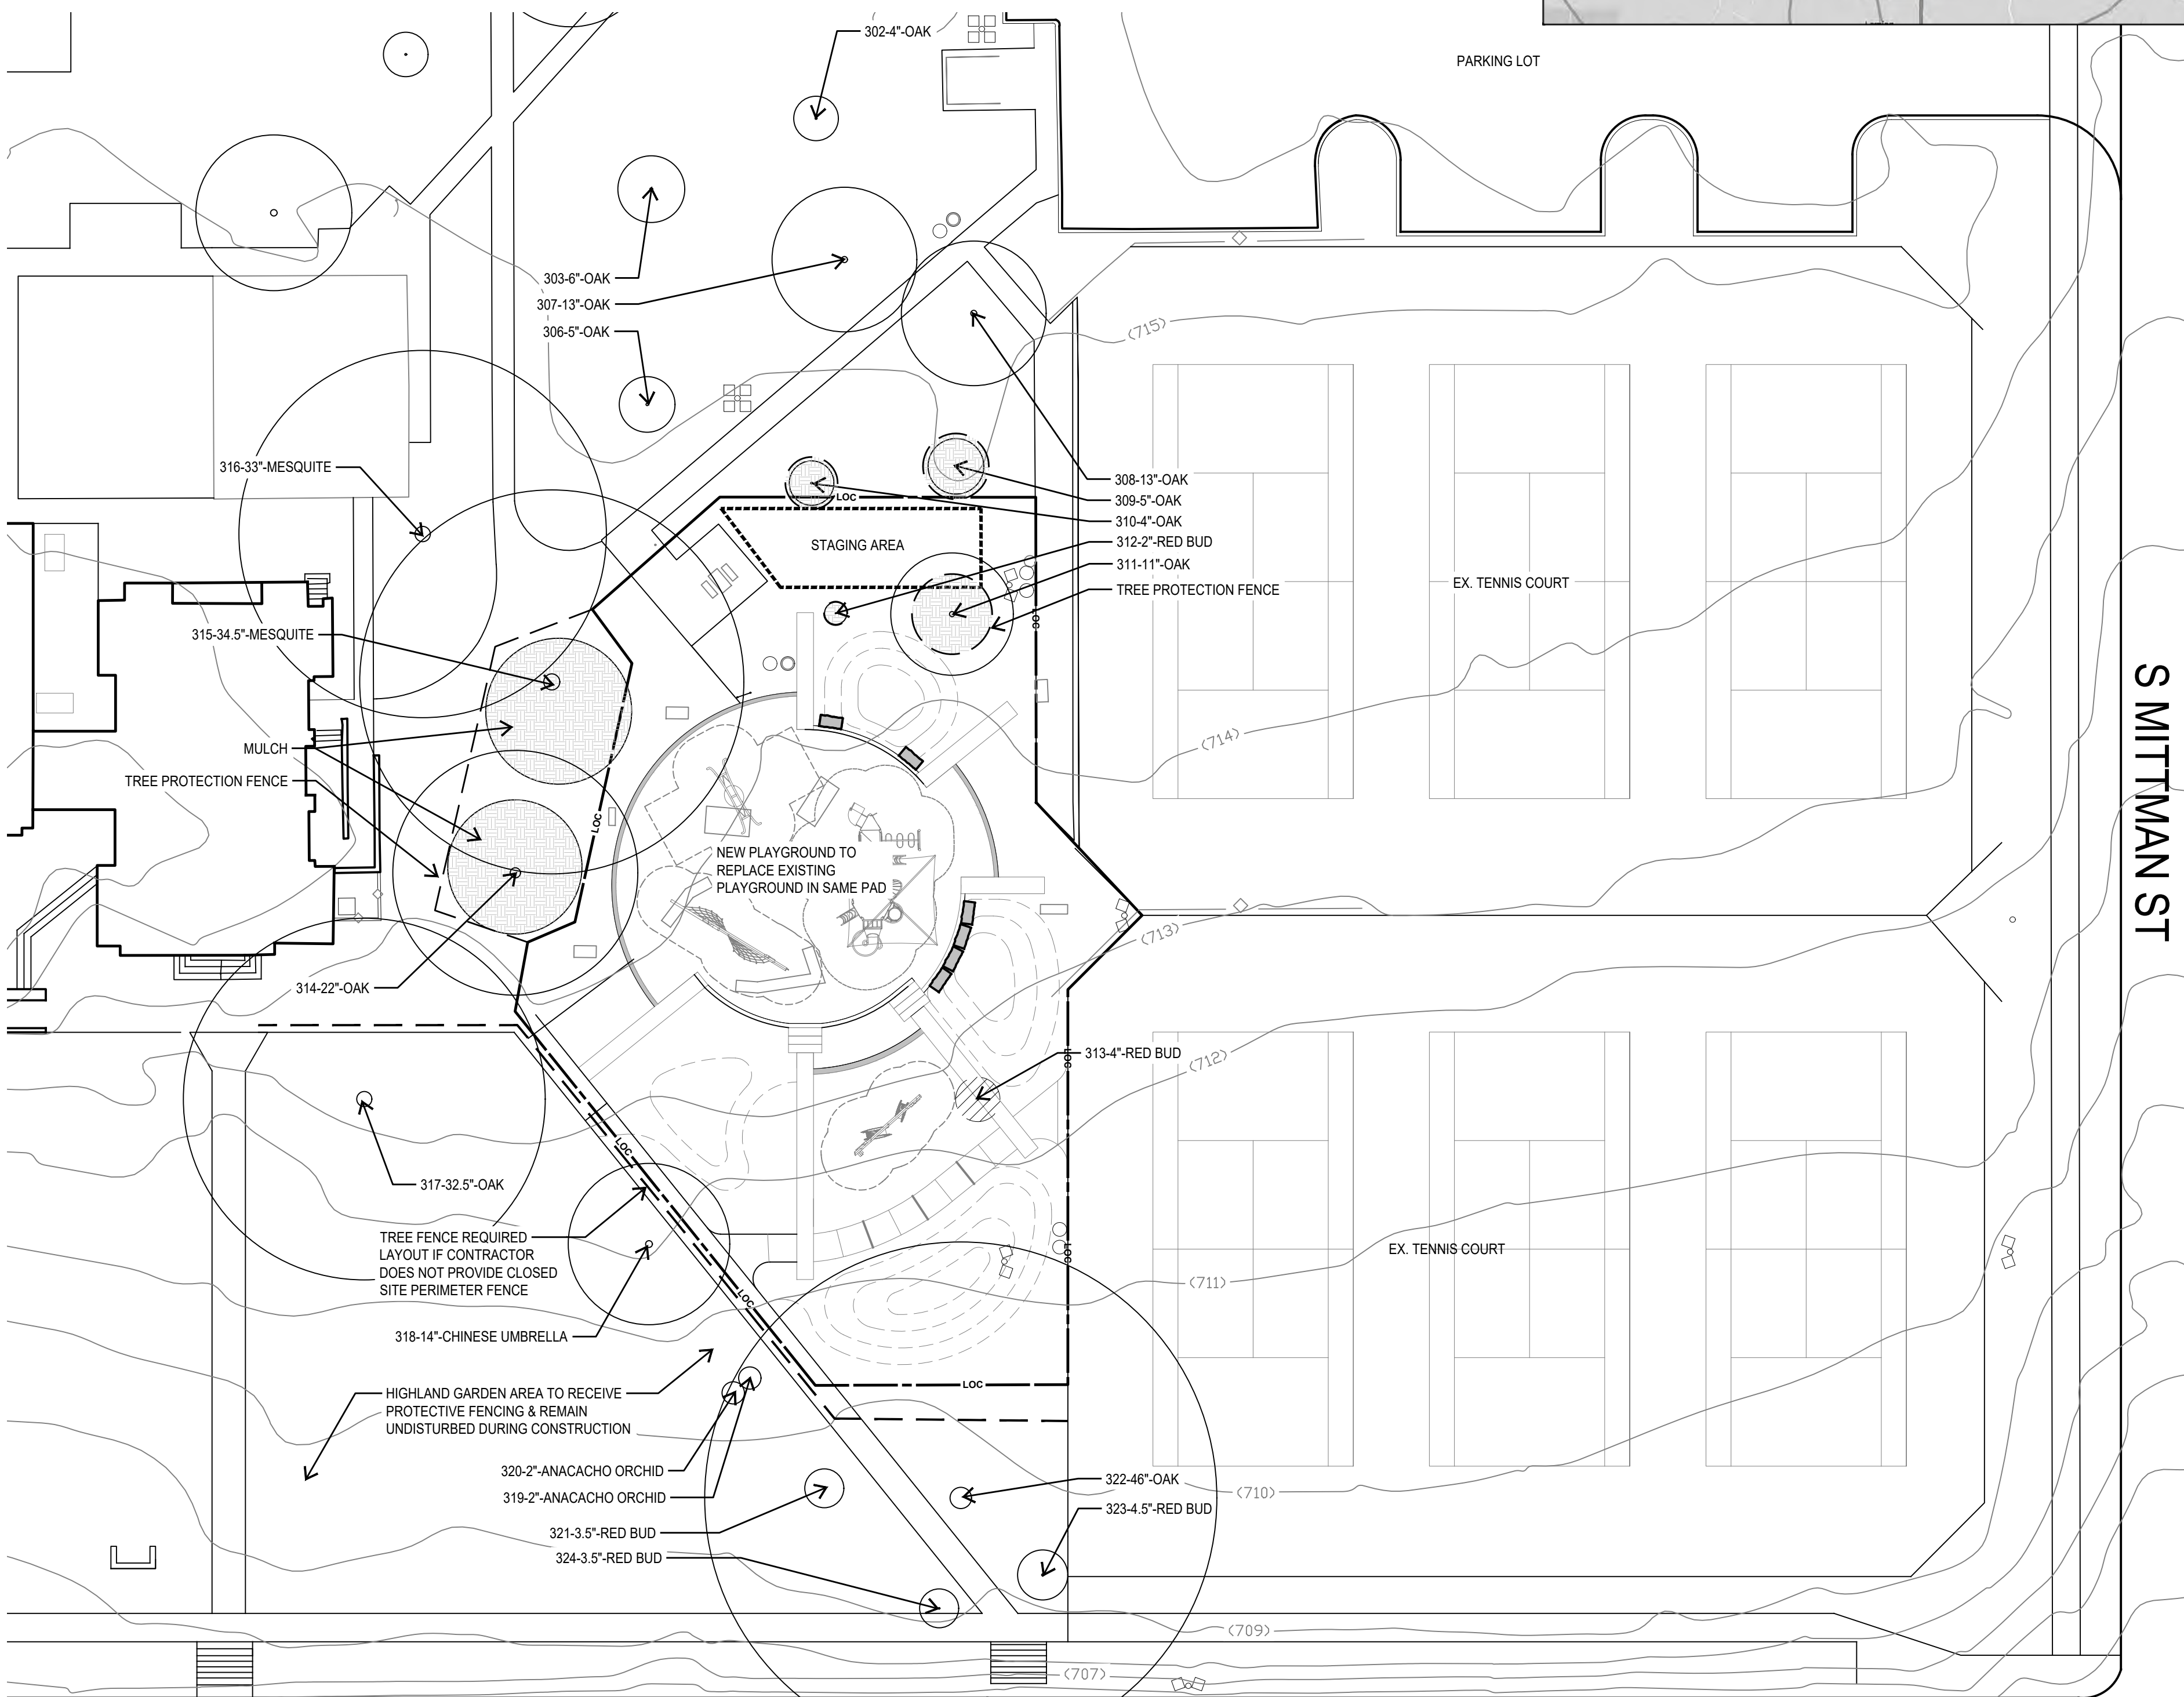 302-4"-OAK
PARKING LOT
303-6"-OAK
307-13"-OAK
306-5"-OAK
(715)
316-33"-MESQUITE
308-13"-OAK
309-5"-OAK
310-4"-OAK
312-2"-RED BUD
311-11"-OAK
TREE PROTECTION FENCE
LOC
STAGING AREA
LOC
EX. TENNIS COURT
315-34.5"-MESQUITE
S MITTMAN ST
MULCH
TREE PROTECTION FENCE
(714)
LOC
NEW PLAYGROUND TO
REPLACE EXISTING
PLAYGROUND IN SAME PAD
(713)
314-22"-OAK
313-4"-RED BUD
LOC
(712)
LOC
317-32.5"-OAK
TREE FENCE REQUIRED
LAYOUT IF CONTRACTOR
DOES NOT PROVIDE CLOSED
SITE PERIMETER FENCE
LOC
EX. TENNIS COURT
(711)
LOC
318-14"-CHINESE UMBRELLA
LOC
HIGHLAND GARDEN AREA TO RECEIVE
PROTECTIVE FENCING & REMAIN
UNDISTURBED DURING CONSTRUCTION
320-2"-ANACACHO ORCHID
319-2"-ANACACHO ORCHID
322-46"-OAK
(710)
323-4.5"-RED BUD
321-3.5"-RED BUD
324-3.5"-RED BUD
(709)
(707)